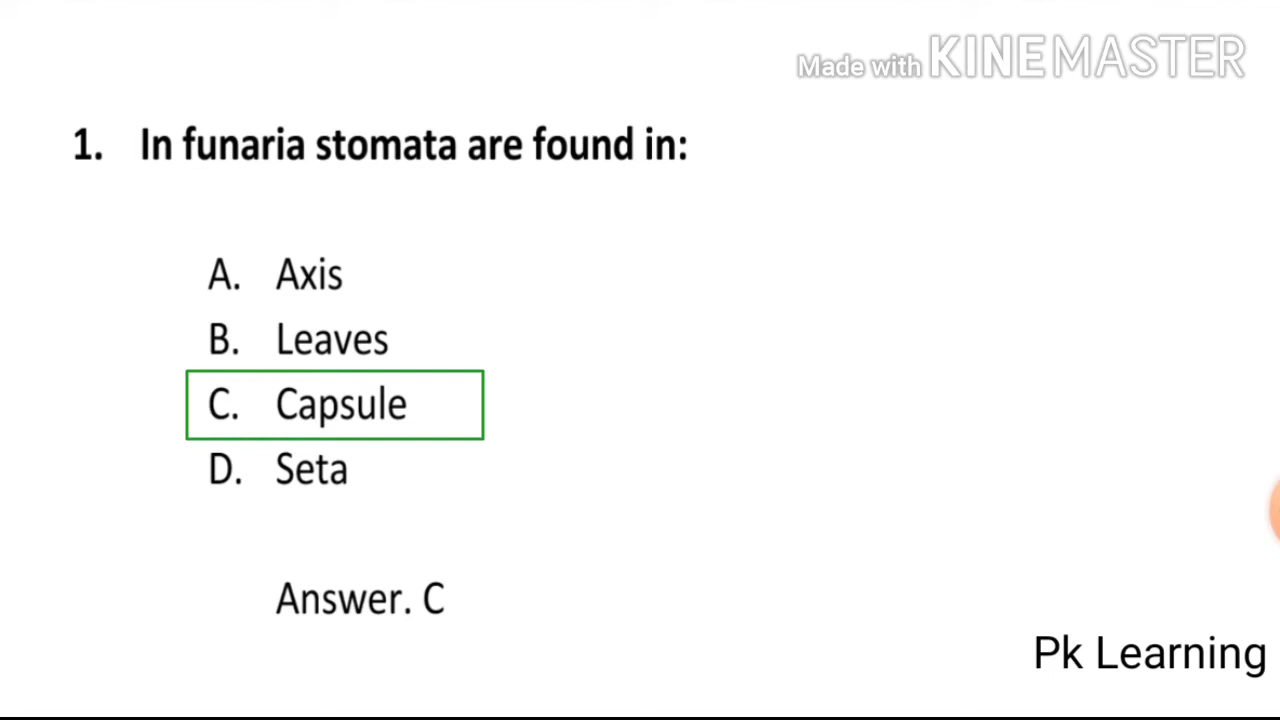 Made with KINEMASTER
1. In funaria stomata are found in:
A. Axis
B. Leaves
C. Capsule
D. Seta
Answer. C
Pk Learning